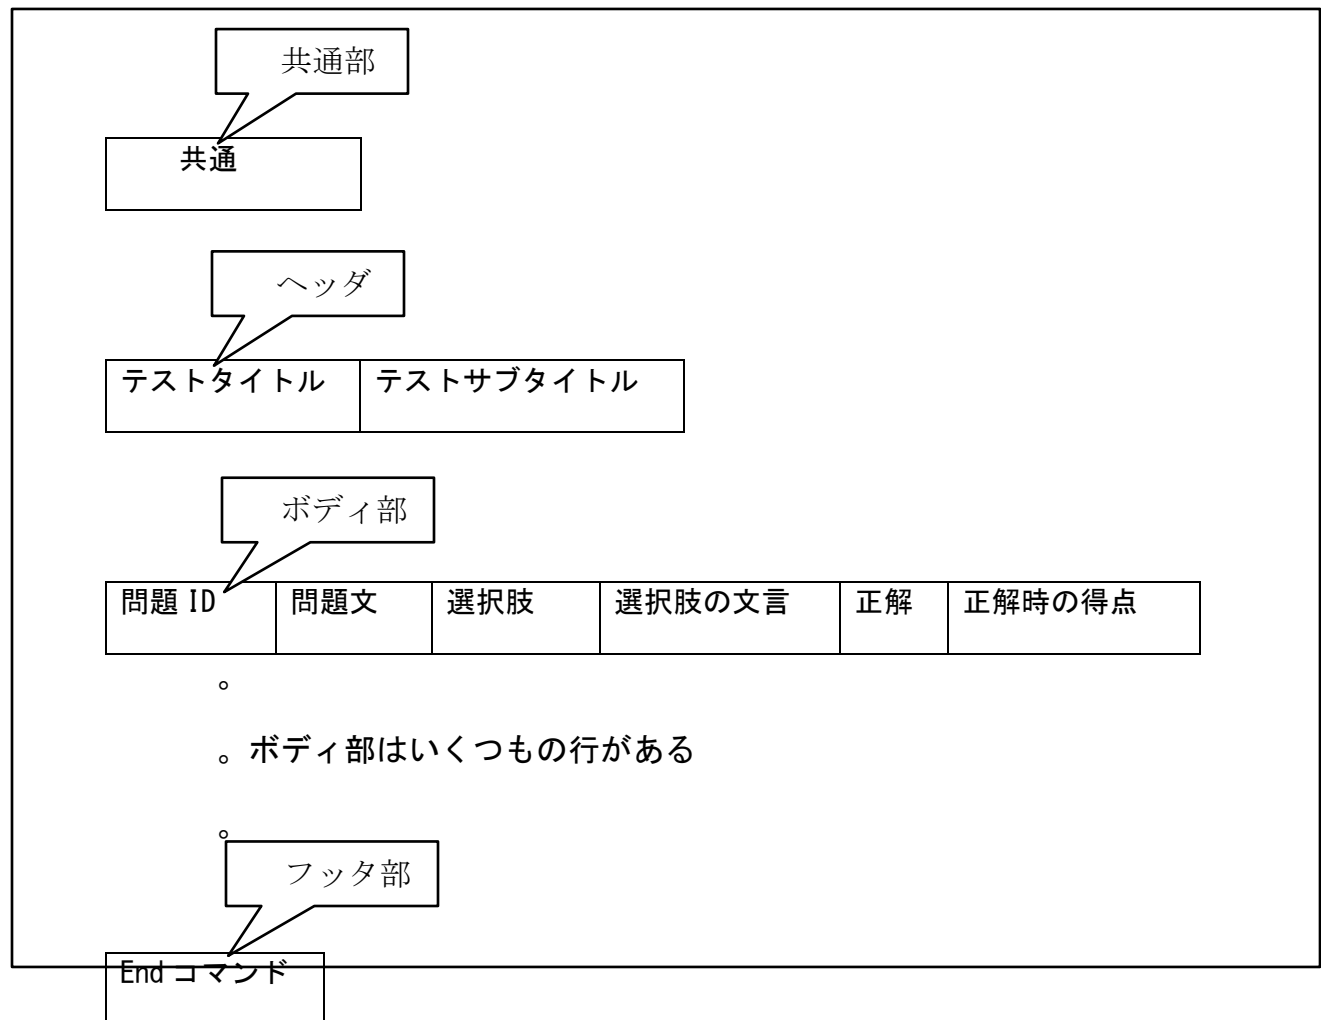 共通部
共通
ヘッダ
テストタイトル テストサブタイトル
ボディ部
問題 ID 問題文 選択肢 選択肢の文言 正解 正解時の得点
。
。ボディ部はいくつもの行がある
。
フッタ部
End コマンド